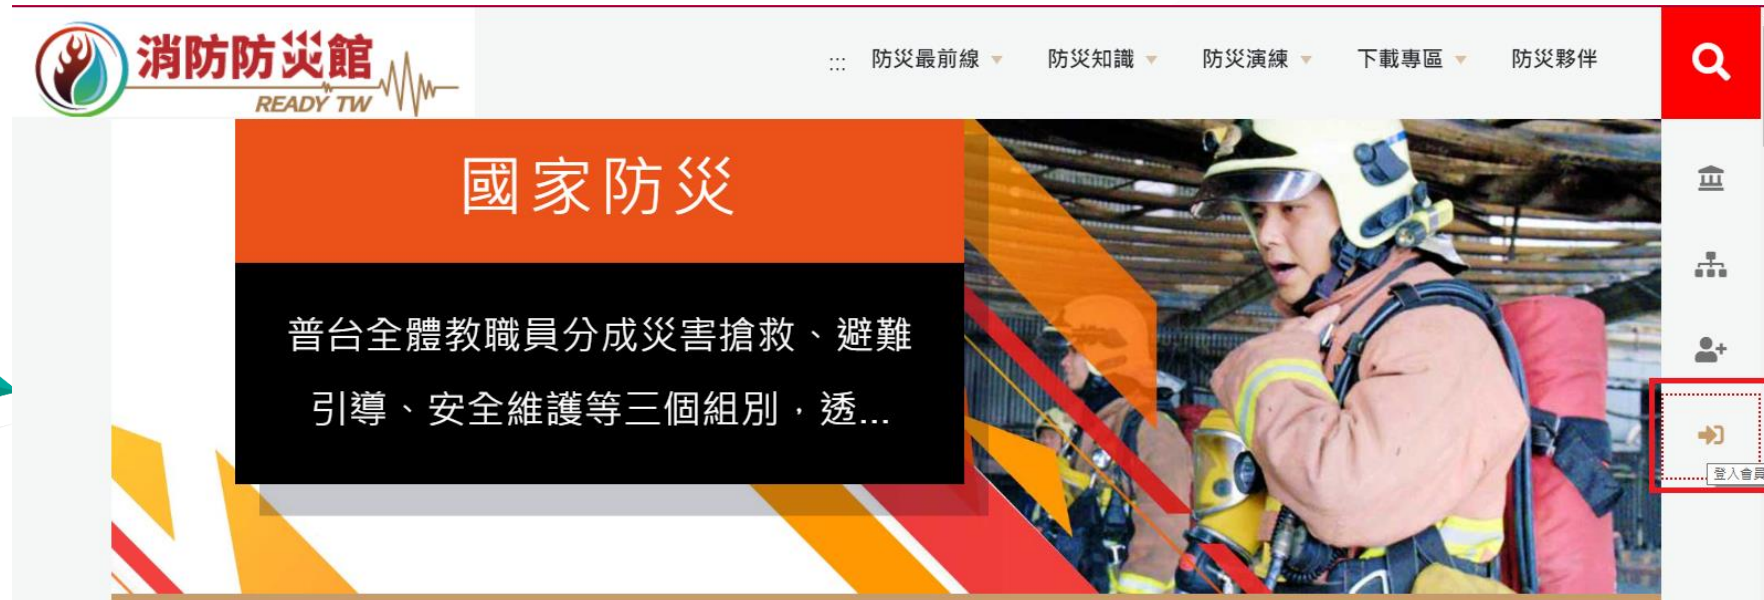 消防防災館
READY TW
:::
防災最前線
防災知識
防災演練
下載專區
防災夥伴
國家防災
普台全體教職員分成災害搶救、避難
引導、安全維護等三個組別，透...
登入會員